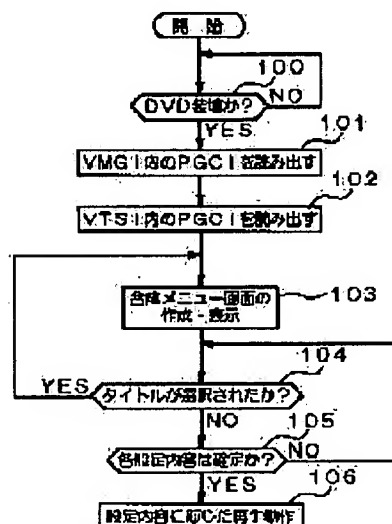 開始
100
DVD装填か?
NO
YES
101
VMGI内のPGCIを読み出す
102
VTSI内のPGCIを読み出す
103
合成メニュー画面の
作成・表示
104
YES
タイトルが選択されたか?
NO
105
各設定内容は確定か?
NO
YES
106
設定内容に応じた再生動作